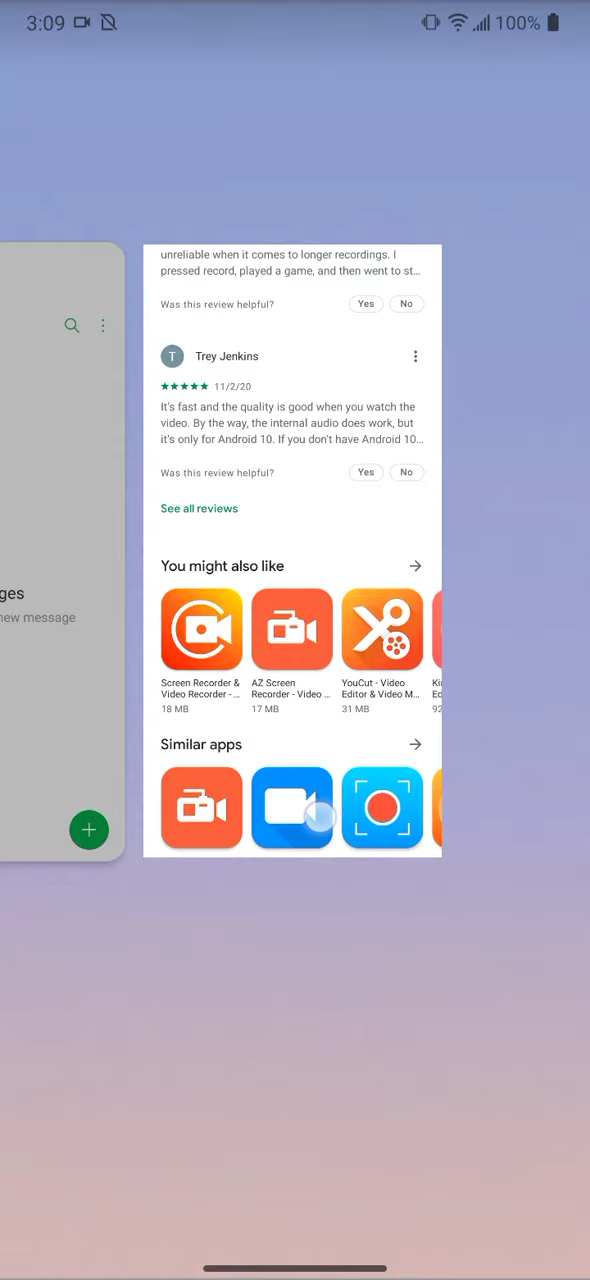 3:09
100%
ges
new message
unreliable when it comes to longer recordings. I
pressed record, played a game, and then went to st...
Was this review helpful?
Yes
No
T
Trey Jenkins
11/2/20
It's fast and the quality is good when you watch the
video. By the way, the internal audio does work, but
it's only for Android 10. If you don't have Android 10...
Was this review helpful?
Yes
No
See all reviews
You might also like
Screen Recorder &
Video Recorder - ...
18 MB
AZ Screen
Recorder - Video ...
17 MB
YouCut - Video
Editor & Video M...
31 MB
Ki
Ed
92
Similar apps